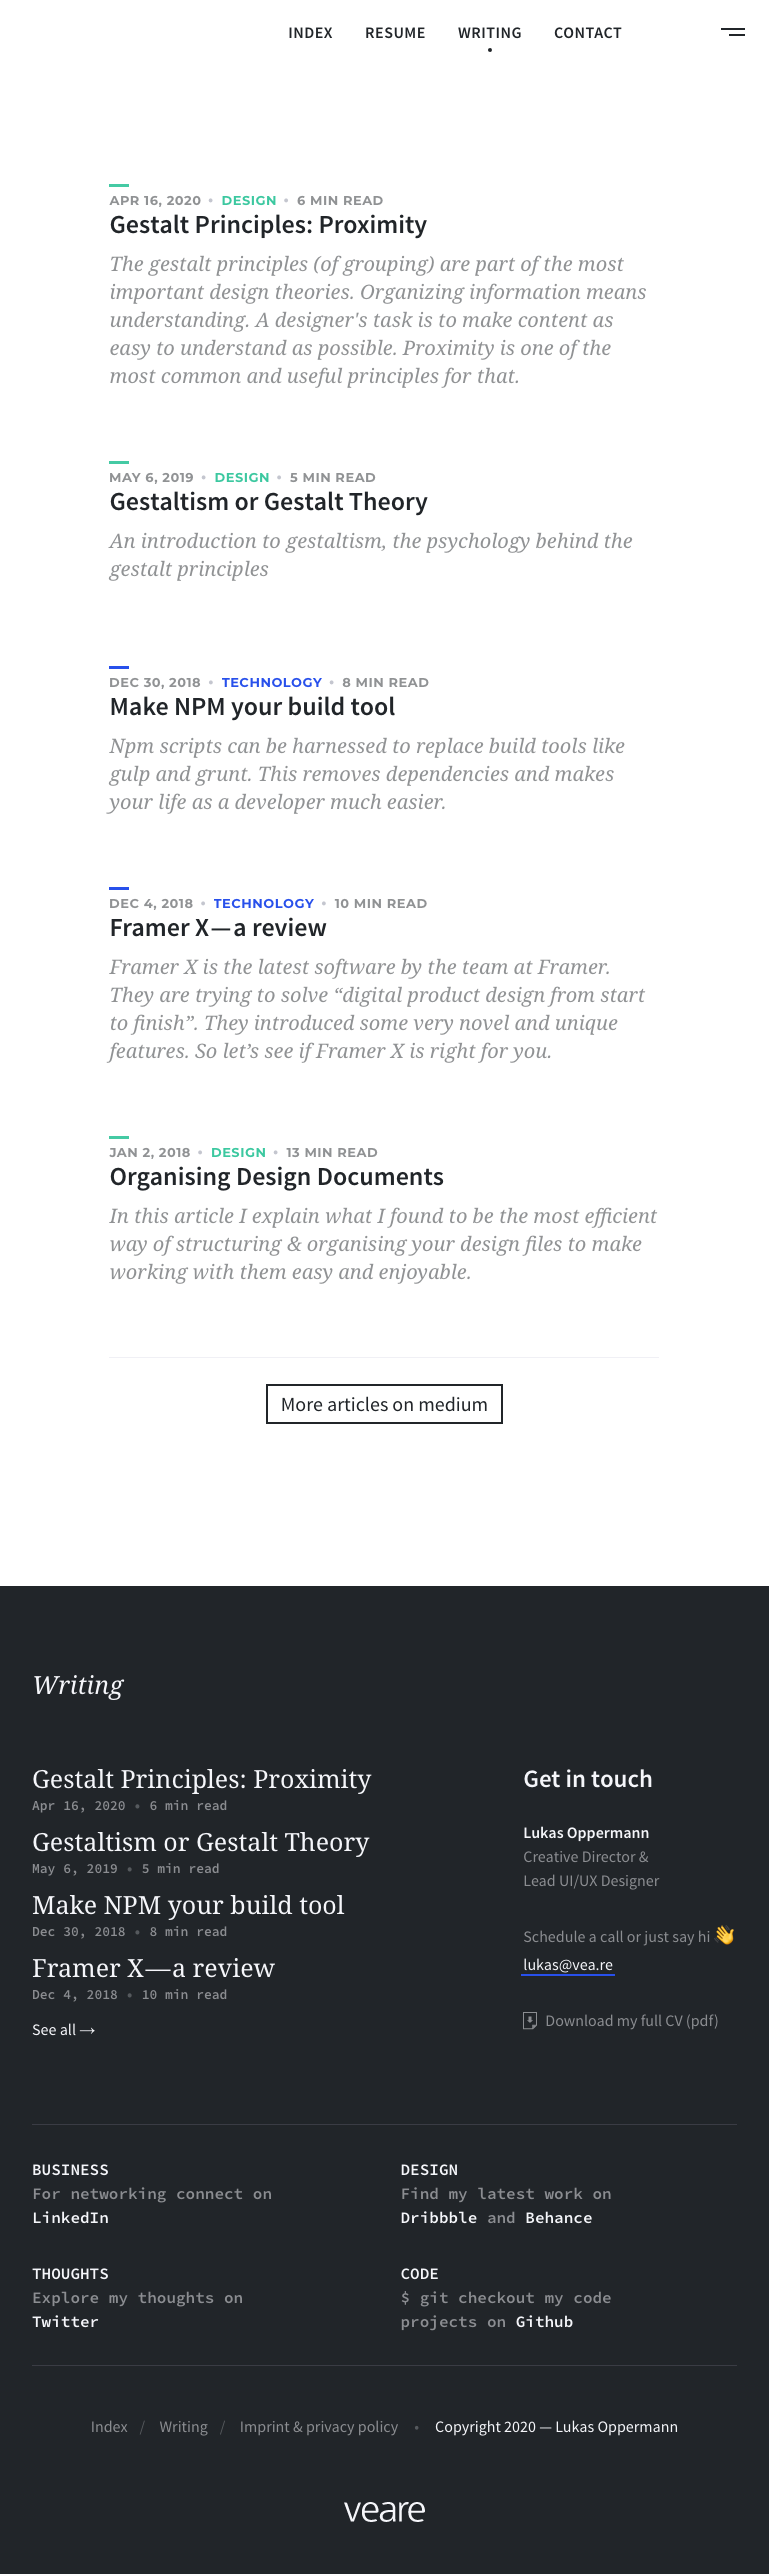 INDEX RESUME WRITING CONTACT
APR 16, 2020 • DESIGN • 6 MIN READ
Gestalt Principles: Proximity
The gestalt principles (of grouping) are part of the most
important design theories. Organizing information means
understanding. A designer's task is to make content as
easy to understand as possible. Proximity is one of the
most common and useful principles for that.
MAY 6, 2019 • DESIGN • 5 MIN READ
Gestaltism or Gestalt Theory
An introduction to gestaltism, the psychology behind the
gestalt principles
DEC 30, 2018 • TECHNOLOGY • 8 MIN READ
Make NPM your build tool
Npm scripts can be harnessed to replace build tools like
gulp and grunt. This removes dependencies and makes
your life as a developer much easier.
DEC 4, 2018 • TECHNOLOGY • 10 MIN READ
Framer X—a review
Framer X is the latest software by the team at Framer.
They are trying to solve “digital product design from start
to finish”. They introduced some very novel and unique
features. So let’s see if Framer X is right for you.
JAN 2, 2018 • DESIGN • 13 MIN READ
Organising Design Documents
In this article I explain what I found to be the most efficient
way of structuring & organising your design files to make
working with them easy and enjoyable.
More articles on medium
Writing
Gestalt Principles: Proximity
Apr 16, 2020 • 6 min read
Gestaltism or Gestalt Theory
May 6, 2019 • 5 min read
Make NPM your build tool
Dec 30, 2018 • 8 min read
Framer X—a review
Dec 4, 2018 • 10 min read
See all →
Get in touch
Lukas Oppermann
Creative Director &
Lead UI/UX Designer
Schedule a call or just say hi 👋
lukas@vea.re
Download my full CV (pdf)
BUSINESS
For networking connect on
LinkedIn
DESIGN
Find my latest work on
Dribbble and Behance
THOUGHTS
Explore my thoughts on
Twitter
CODE
$ git checkout my code
projects on Github
Index / Writing / Imprint & privacy policy • Copyright 2020 — Lukas Oppermann
veare